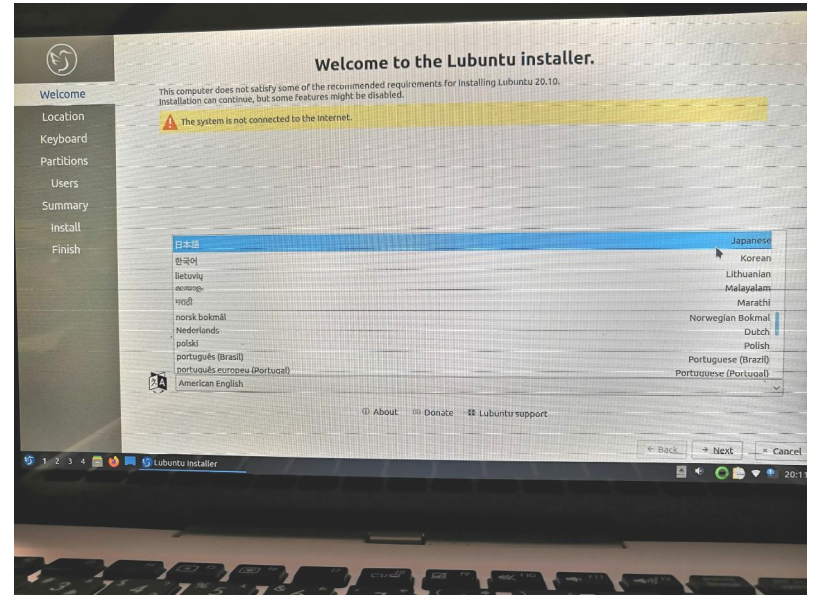 Welcome to the Lubuntu installer.
This computer does not satisfy some of the recommended requirements for installing Lubuntu 20.10.
Installation can continue, but some features might be disabled.
The system is not connected to the Internet.
Welcome
Location
Keyboard
Partitions
Users
Summary
Install
Finish
日本語 Japanese
한국어 Korean
lietuvių Lithuanian
Malayalam
मराठी Marathi
norsk bokmål Norwegian Bokmal
Nederlands Dutch
polski Polish
português (Brasil) Portuguese (Brazil)
português europeu (Portugal) Portuguese (Portugal)
American English
About Donate Lubuntu support
Back Next Cancel
1 2 3 4 Lubuntu Installer 20:11